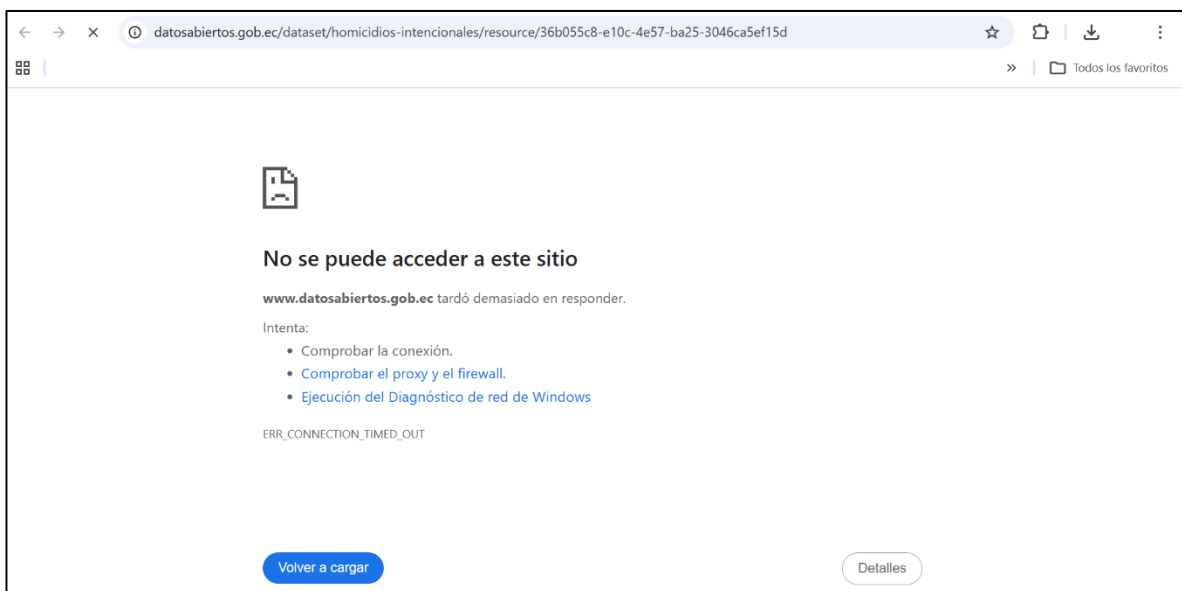 datosabiertos.gob.ec/dataset/homicidios-intencionales/resource/36b055c8-e10c-4e57-ba25-3046ca5ef15d
» Todos los favoritos
No se puede acceder a este sitio
www.datosabiertos.gob.ec tardó demasiado en responder.
Intenta:
• Comprobar la conexión.
• Comprobar el proxy y el firewall.
• Ejecución del Diagnóstico de red de Windows
ERR_CONNECTION_TIMED_OUT
Volver a cargar
Detalles